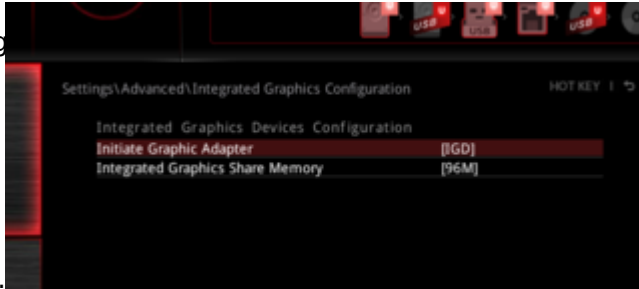 g
USB
USB
USB
Settings\Advanced\Integrated Graphics Configuration
HOT KEY |
Integrated Graphics Devices Configuration
Initiate Graphic Adapter [IGD]
Integrated Graphics Share Memory [96M]
.